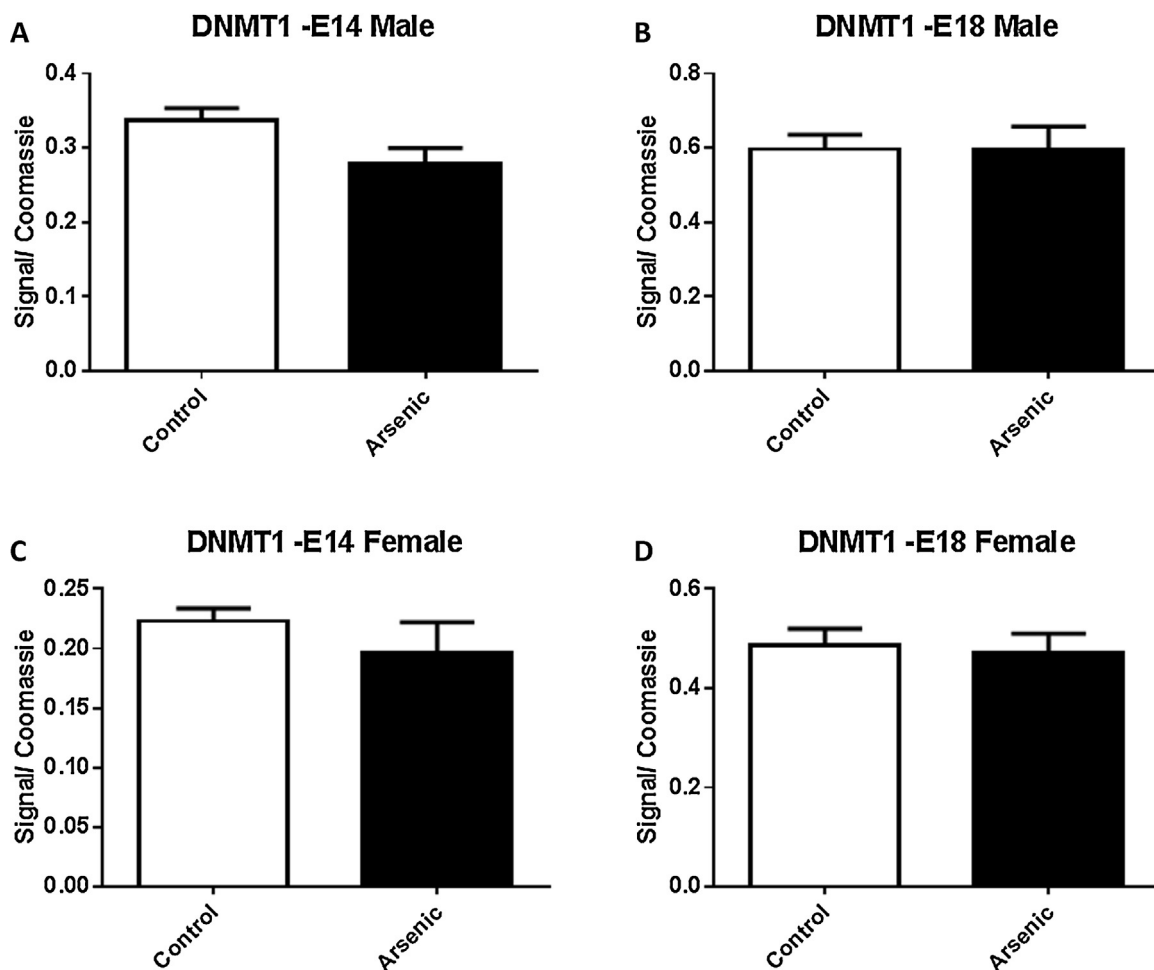 A
DNMT1 -E14 Male
0.4
0.3
0.2
0.1
0.0
Signal/ Coomassie
Control
Arsenic
B
DNMT1 -E18 Male
0.8
0.6
0.4
0.2
0.0
Signal/ Coomassie
Control
Arsenic
C
DNMT1 -E14 Female
0.25
0.20
0.15
0.10
0.05
0.00
Signal/ Coomassie
Control
Arsenic
D
DNMT1 -E18 Female
0.6
0.4
0.2
0.0
Signal/ Coomassie
Control
Arsenic